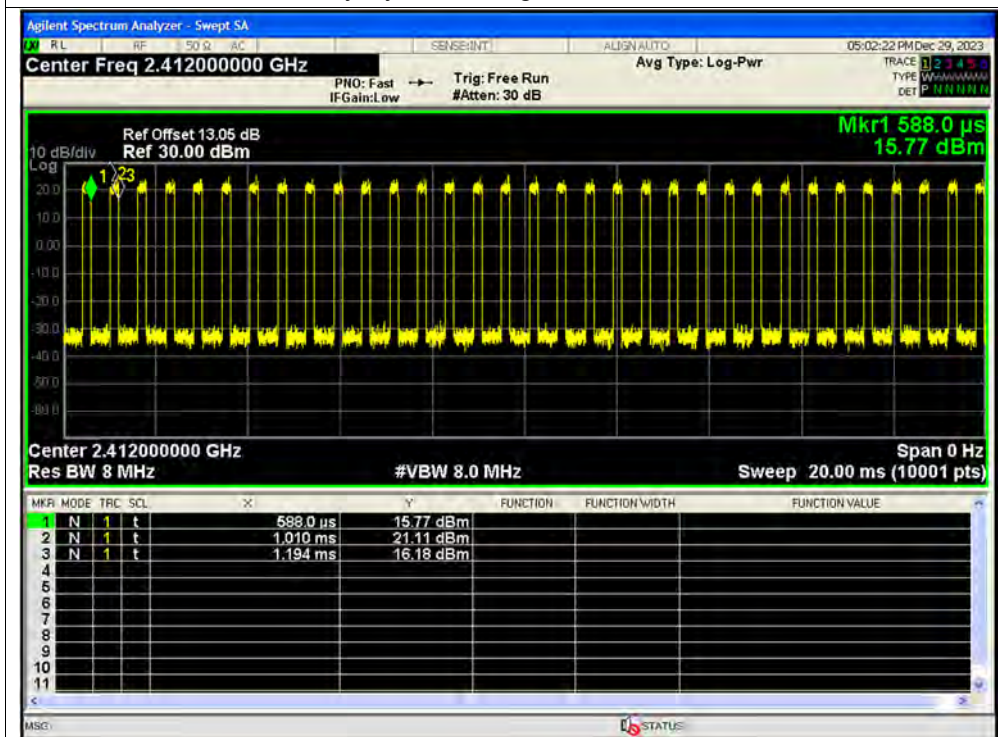 Agilent Spectrum Analyzer - Swept SA
RL RF 50 Ω AC SENSE:INT ALIGN AUTO 05:02:22 PM Dec 29, 2023
Center Freq 2.412000000 GHz
PNO: Fast Trig: Free Run Avg Type: Log-Pwr TRACE 1 2 3 4 5 6
IFGain:Low #Atten: 30 dB TYPE W
DET P N N N N N
Mkr1 588.0 µs
15.77 dBm
Ref Offset 13.05 dB
10 dB/div Ref 30.00 dBm
Log
1 2 3
20.0
10.0
0.00
-10.0
-20.0
-30.0
-40.0
Center 2.412000000 GHz Span 0 Hz
Res BW 8 MHz #VBW 8.0 MHz Sweep 20.00 ms (10001 pts)
MKR MODE TRC SCL X Y FUNCTION FUNCTION WIDTH FUNCTION VALUE
1 N 1 t 588.0 µs 15.77 dBm
2 N 1 t 1.010 ms 21.11 dBm
3 N 1 t 1.194 ms 16.18 dBm
4
5
6
7
8
9
10
11
MSG STATUS